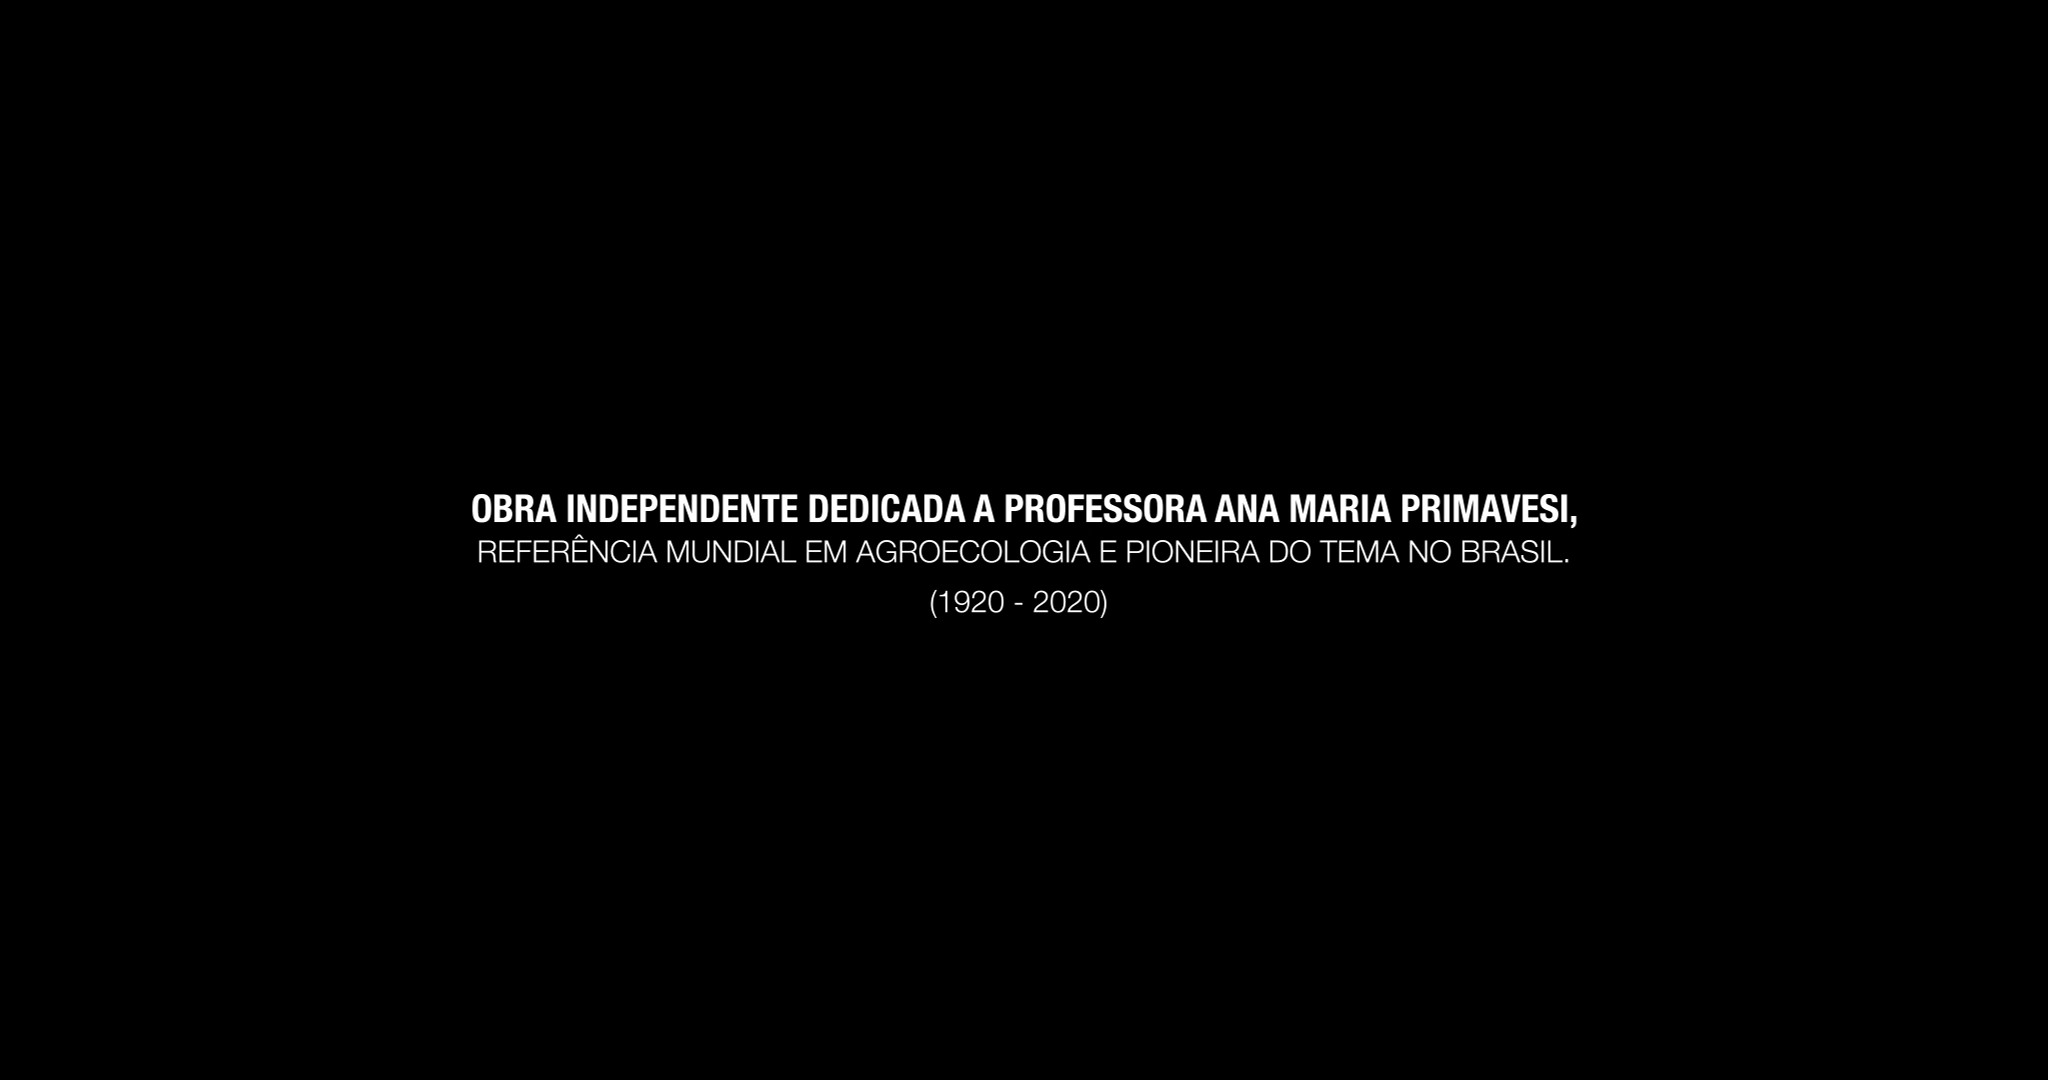 OBRA INDEPENDENTE DEDICADA A PROFESSORA ANA MARIA PRIMAVESI,
REFERÊNCIA MUNDIAL EM AGROECOLOGIA E PIONEIRA DO TEMA NO BRASIL.
(1920 - 2020)